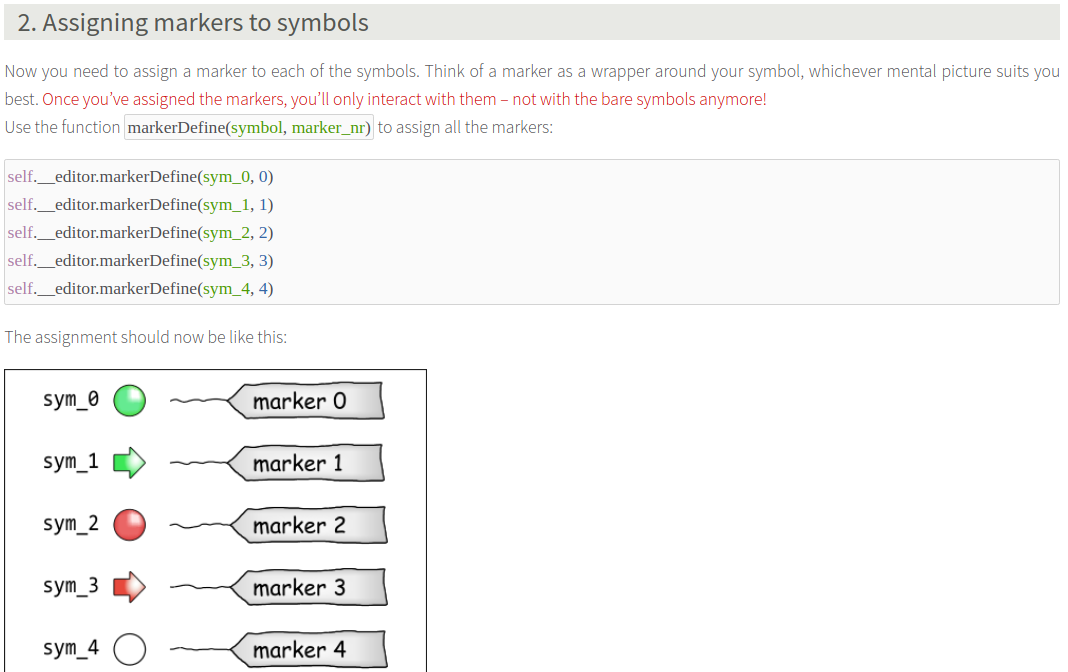 2. Assigning markers to symbols
Now you need to assign a marker to each of the symbols. Think of a marker as a wrapper around your symbol, whichever mental picture suits you
best. Once you’ve assigned the markers, you’ll only interact with them – not with the bare symbols anymore!
Use the function markerDefine(symbol, marker_nr) to assign all the markers:
self.__editor.markerDefine(sym_0, 0)
self.__editor.markerDefine(sym_1, 1)
self.__editor.markerDefine(sym_2, 2)
self.__editor.markerDefine(sym_3, 3)
self.__editor.markerDefine(sym_4, 4)
The assignment should now be like this:
sym_0 marker 0
sym_1 marker 1
sym_2 marker 2
sym_3 marker 3
sym_4 marker 4